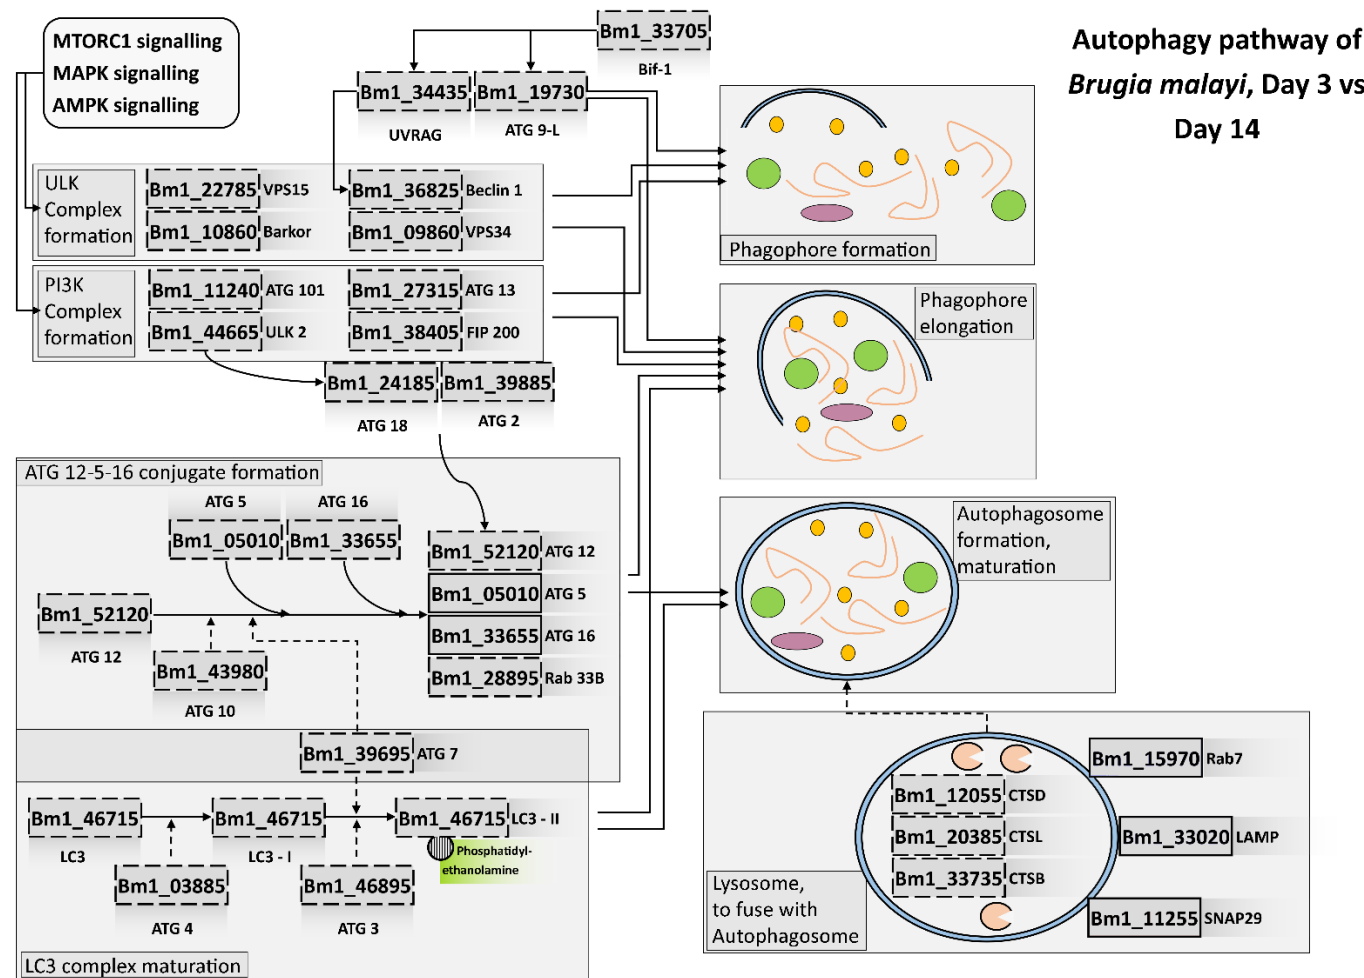 Autophagy pathway of
Brugia malayi, Day 3 vs
Day 14
MTORC1 signalling
MAPK signalling
AMPK signalling
Bm1_33705
Bif-1
Bm1_34435
UVRAG
Bm1_19730
ATG 9-L
ULK
Complex
formation
Bm1_22785 VPS15
Bm1_36825 Beclin 1
Bm1_10860 Barkor
Bm1_09860 VPS34
PI3K
Complex
formation
Bm1_11240 ATG 101
Bm1_27315 ATG 13
Bm1_44665 ULK 2
Bm1_38405 FIP 200
Bm1_24185
ATG 18
Bm1_39885
ATG 2
ATG 12-5-16 conjugate formation
ATG 5
Bm1_05010
ATG 16
Bm1_33655
Bm1_52120
ATG 12
Bm1_43980
ATG 10
Bm1_52120 ATG 12
Bm1_05010 ATG 5
Bm1_33655 ATG 16
Bm1_28895 Rab 33B
Bm1_39695 ATG 7
Bm1_46715
LC3
Bm1_46715
LC3 - I
Bm1_46715 LC3 - II
Phosphatidyl-
ethanolamine
Bm1_03885
ATG 4
Bm1_46895
ATG 3
LC3 complex maturation
Phagophore formation
Phagophore
elongation
Autophagosome
formation,
maturation
Bm1_15970 Rab7
Bm1_12055 CTSD
Bm1_20385 CTSL
Bm1_33020 LAMP
Bm1_33735 CTSB
Bm1_11255 SNAP29
Lysosome,
to fuse with
Autophagosome